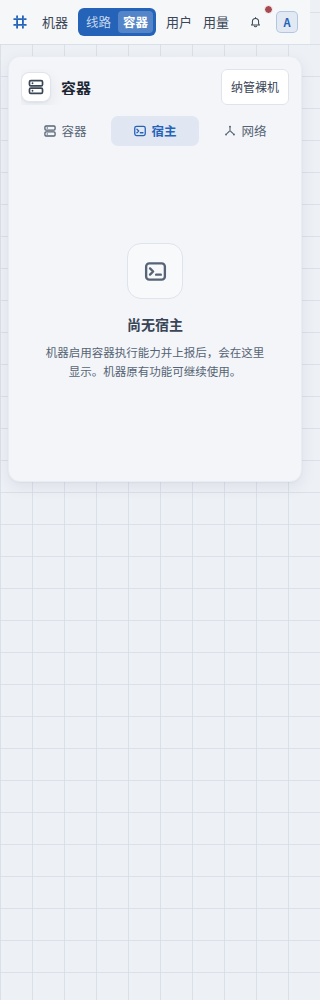 机器 线路 容器 用户 用量 A
容器 纳管裸机
容器 宿主 网络
尚无宿主
机器启用容器执行能力并上报后，会在这里
显示。机器原有功能可继续使用。